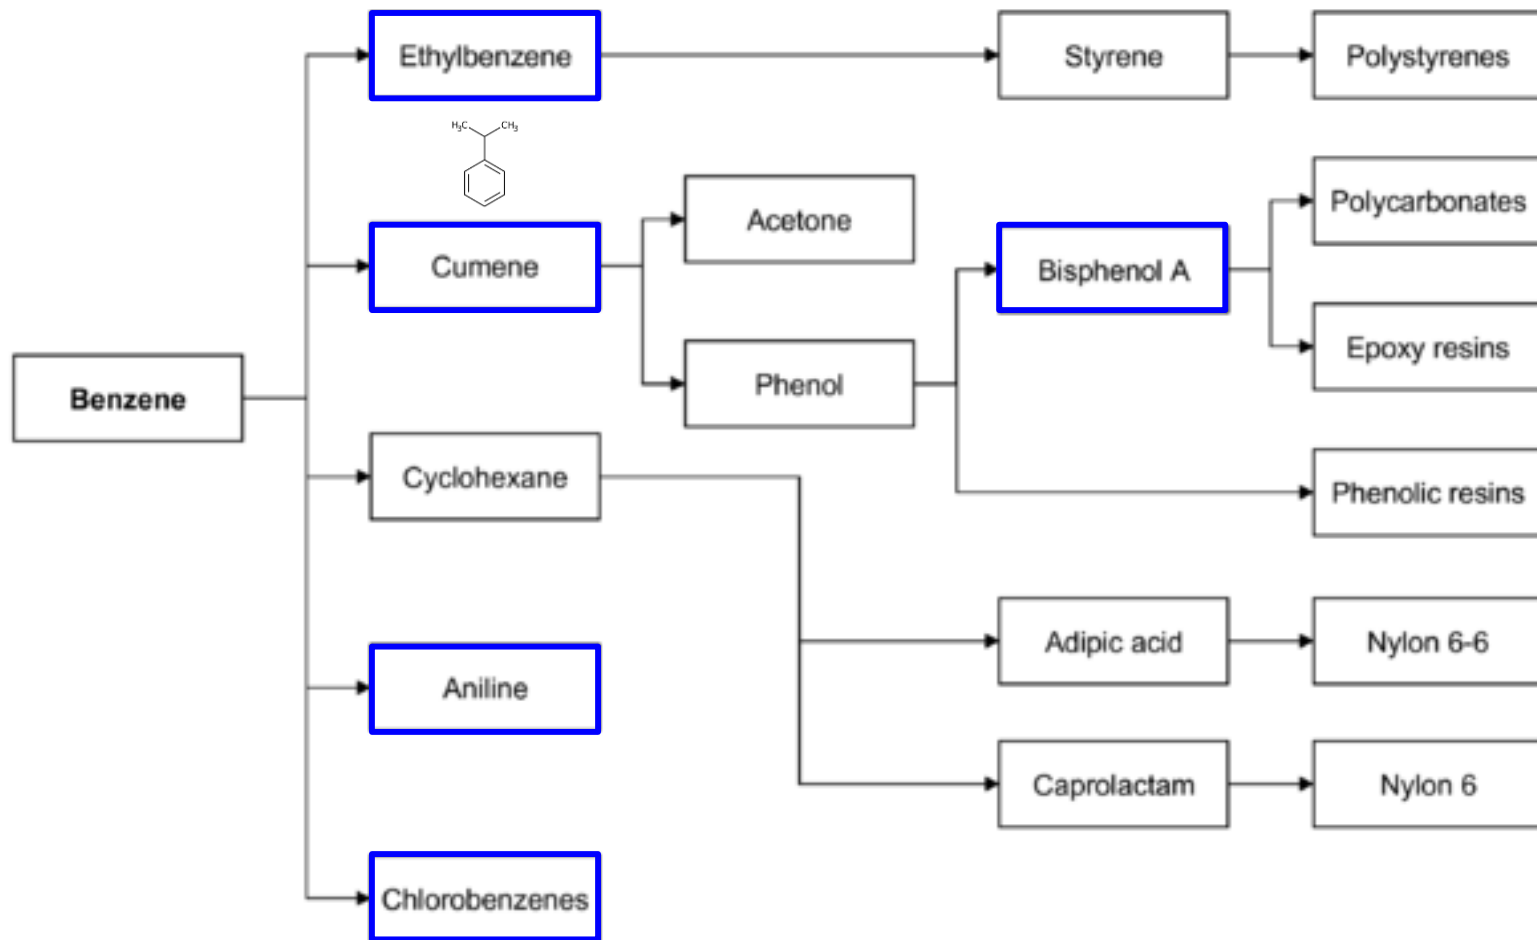 Ethylbenzene
Styrene
Polystyrenes
H₃C
CH₃
Cumene
Acetone
Phenol
Bisphenol A
Polycarbonates
Epoxy resins
Phenolic resins
Benzene
Cyclohexane
Adipic acid
Nylon 6-6
Caprolactam
Nylon 6
Aniline
Chlorobenzenes